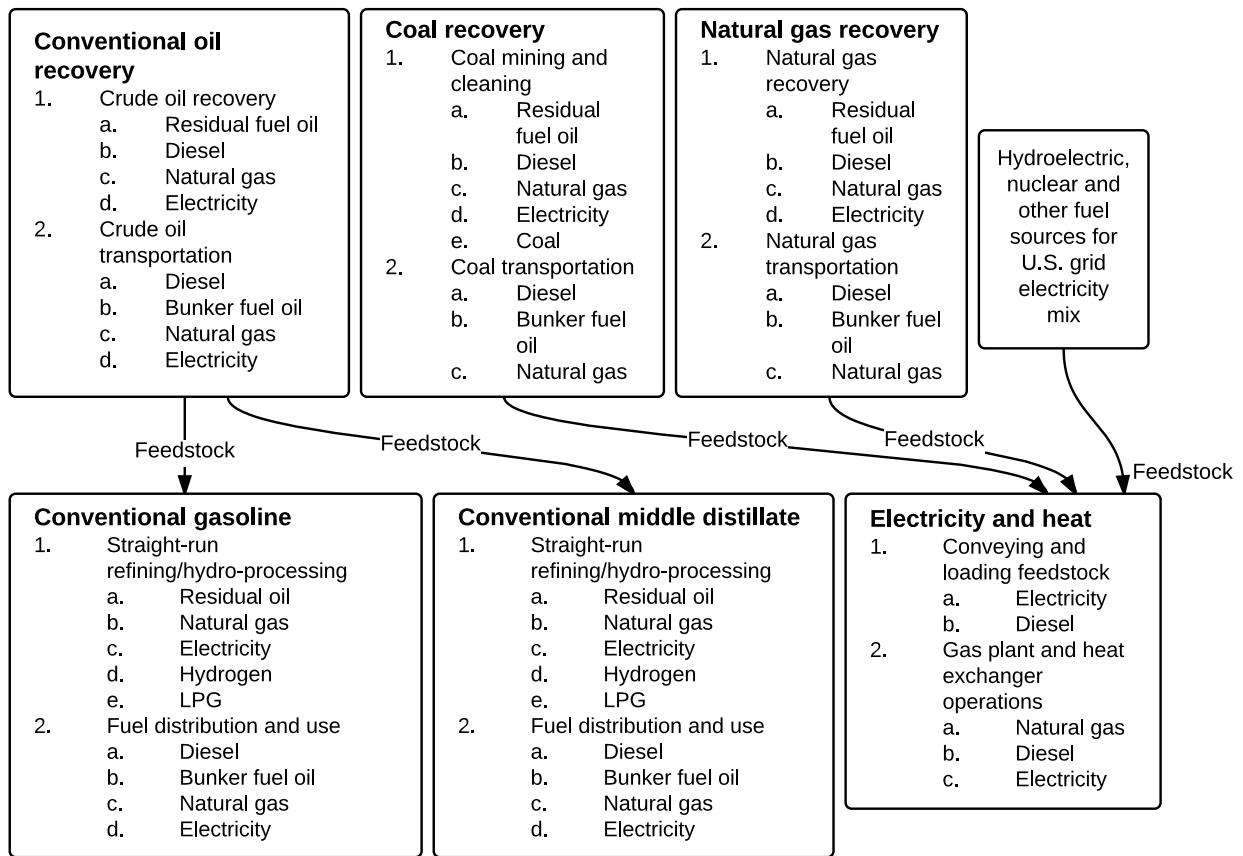 Conventional oil
recovery
1. Crude oil recovery
a. Residual fuel oil
b. Diesel
c. Natural gas
d. Electricity
2. Crude oil
transportation
a. Diesel
b. Bunker fuel oil
c. Natural gas
d. Electricity
Coal recovery
1. Coal mining and
cleaning
a. Residual
fuel oil
b. Diesel
c. Natural gas
d. Electricity
e. Coal
2. Coal transportation
a. Diesel
b. Bunker fuel
oil
c. Natural gas
Natural gas recovery
1. Natural gas
recovery
a. Residual
fuel oil
b. Diesel
c. Natural gas
d. Electricity
2. Natural gas
transportation
a. Diesel
b. Bunker fuel
oil
c. Natural gas
Hydroelectric,
nuclear and
other fuel
sources for
U.S. grid
electricity
mix
Feedstock
Feedstock
Feedstock
Feedstock
Feedstock
Conventional gasoline
1. Straight-run
refining/hydro-processing
a. Residual oil
b. Natural gas
c. Electricity
d. Hydrogen
e. LPG
2. Fuel distribution and use
a. Diesel
b. Bunker fuel oil
c. Natural gas
d. Electricity
Conventional middle distillate
1. Straight-run
refining/hydro-processing
a. Residual oil
b. Natural gas
c. Electricity
d. Hydrogen
e. LPG
2. Fuel distribution and use
a. Diesel
b. Bunker fuel oil
c. Natural gas
d. Electricity
Electricity and heat
1. Conveying and
loading feedstock
a. Electricity
b. Diesel
2. Gas plant and heat
exchanger
operations
a. Natural gas
b. Diesel
c. Electricity